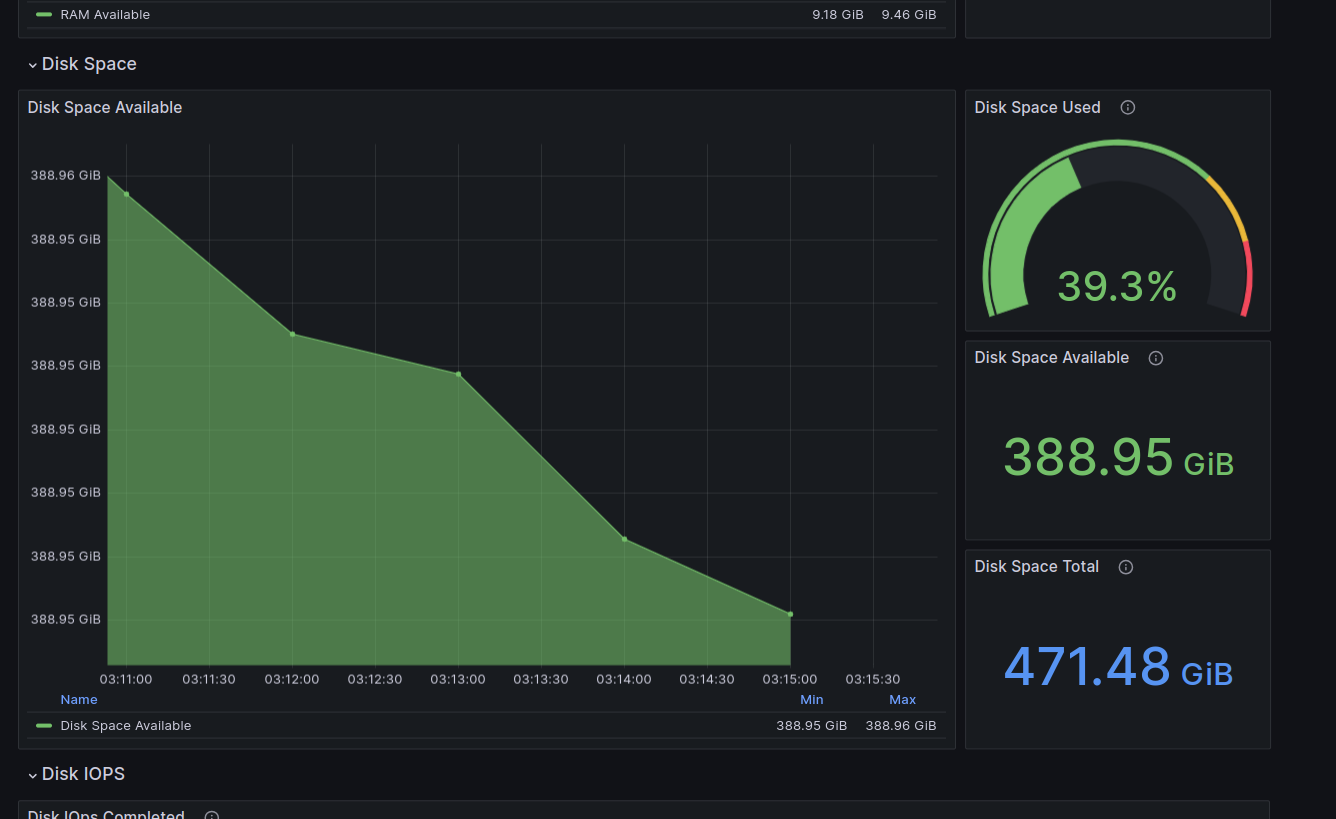 RAM Available 9.18 GiB 9.46 GiB
Disk Space
Disk Space Available
388.96 GiB
388.95 GiB
388.95 GiB
388.95 GiB
388.95 GiB
388.95 GiB
388.95 GiB
388.95 GiB
03:11:00 03:11:30 03:12:00 03:12:30 03:13:00 03:13:30 03:14:00 03:14:30 03:15:00 03:15:30
Name Min Max
Disk Space Available 388.95 GiB 388.96 GiB
Disk Space Used
39.3%
Disk Space Available
388.95 GiB
Disk Space Total
471.48 GiB
Disk IOPS
Disk IOps Completed